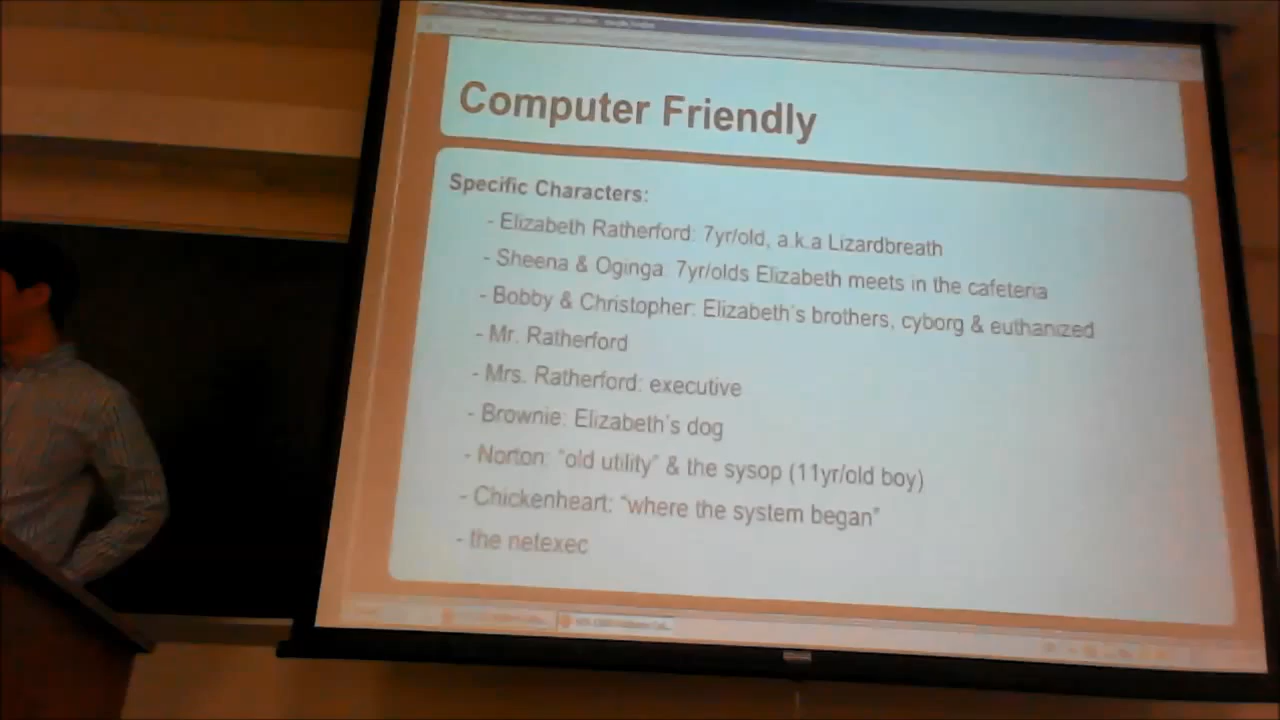 Computer Friendly
Specific Characters:
- Elizabeth Ratherford: 7yr/old, a.k.a Lizardbreath
- Sheena & Oginga: 7yr/olds Elizabeth meets in the cafeteria
- Bobby & Christopher: Elizabeth's brothers, cyborg & euthanized
- Mr. Ratherford
- Mrs. Ratherford: executive
- Brownie: Elizabeth's dog
- Norton: "old utility" & the sysop (11yr/old boy)
- Chickenheart: "where the system began"
- the netexec